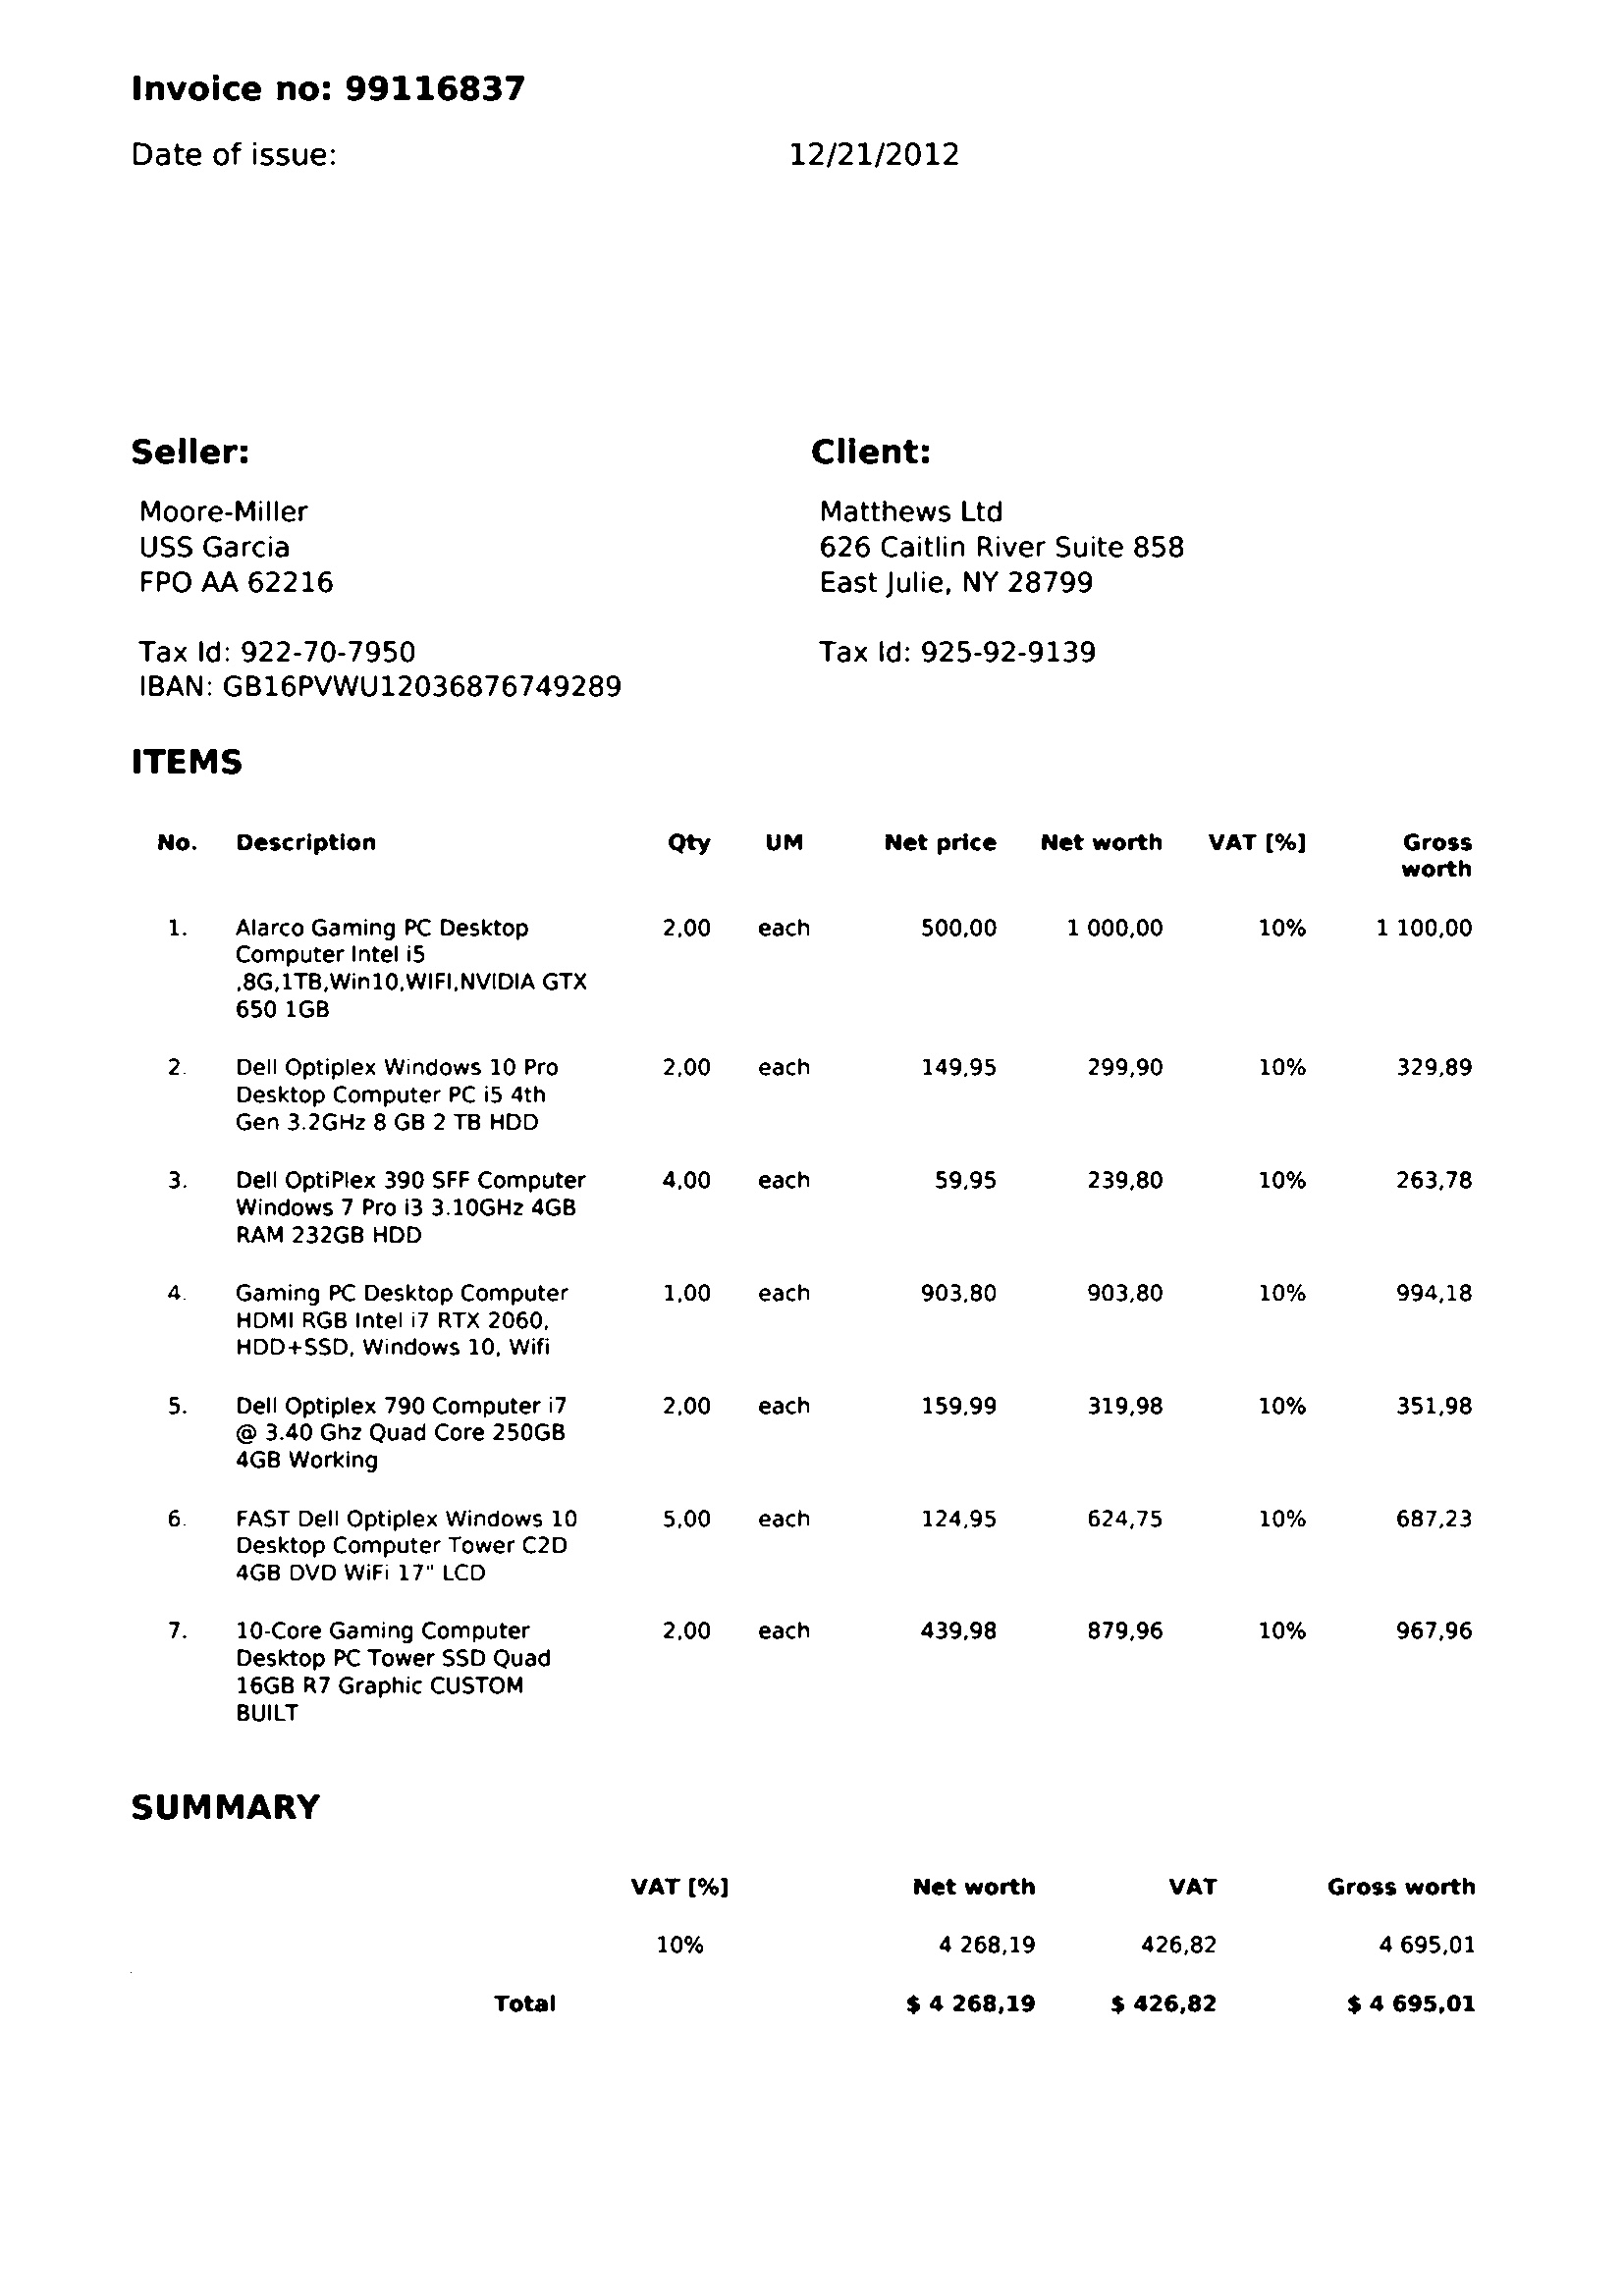 Invoice no: 99116837
Date of issue: 12/21/2012
Seller: Client:
Moore-Miller Matthews Ltd
USS Garcia 626 Caitlin River Suite 858
FPO AA 62216 East Julie, NY 28799
Tax Id: 922-70-7950 Tax Id: 925-92-9139
IBAN: GB16PVWU12036876749289
ITEMS
No. Description Qty UM Net price Net worth VAT [%] Gross
worth
1. Alarco Gaming PC Desktop 2,00 each 500,00 1 000,00 10% 1 100,00
Computer Intel i5
,8G,1TB,Win10,WIFI,NVIDIA GTX
650 1GB
2. Dell Optiplex Windows 10 Pro 2,00 each 149,95 299,90 10% 329,89
Desktop Computer PC i5 4th
Gen 3.2GHz 8 GB 2 TB HDD
3. Dell OptiPlex 390 SFF Computer 4,00 each 59,95 239,80 10% 263,78
Windows 7 Pro i3 3.10GHz 4GB
RAM 232GB HDD
4. Gaming PC Desktop Computer 1,00 each 903,80 903,80 10% 994,18
HDMI RGB Intel i7 RTX 2060,
HDD+SSD, Windows 10, Wifi
5. Dell Optiplex 790 Computer i7 2,00 each 159,99 319,98 10% 351,98
@ 3.40 Ghz Quad Core 250GB
4GB Working
6. FAST Dell Optiplex Windows 10 5,00 each 124,95 624,75 10% 687,23
Desktop Computer Tower C2D
4GB DVD WiFi 17" LCD
7. 10-Core Gaming Computer 2,00 each 439,98 879,96 10% 967,96
Desktop PC Tower SSD Quad
16GB R7 Graphic CUSTOM
BUILT
SUMMARY
VAT [%] Net worth VAT Gross worth
10% 4 268,19 426,82 4 695,01
Total $ 4 268,19 $ 426,82 $ 4 695,01